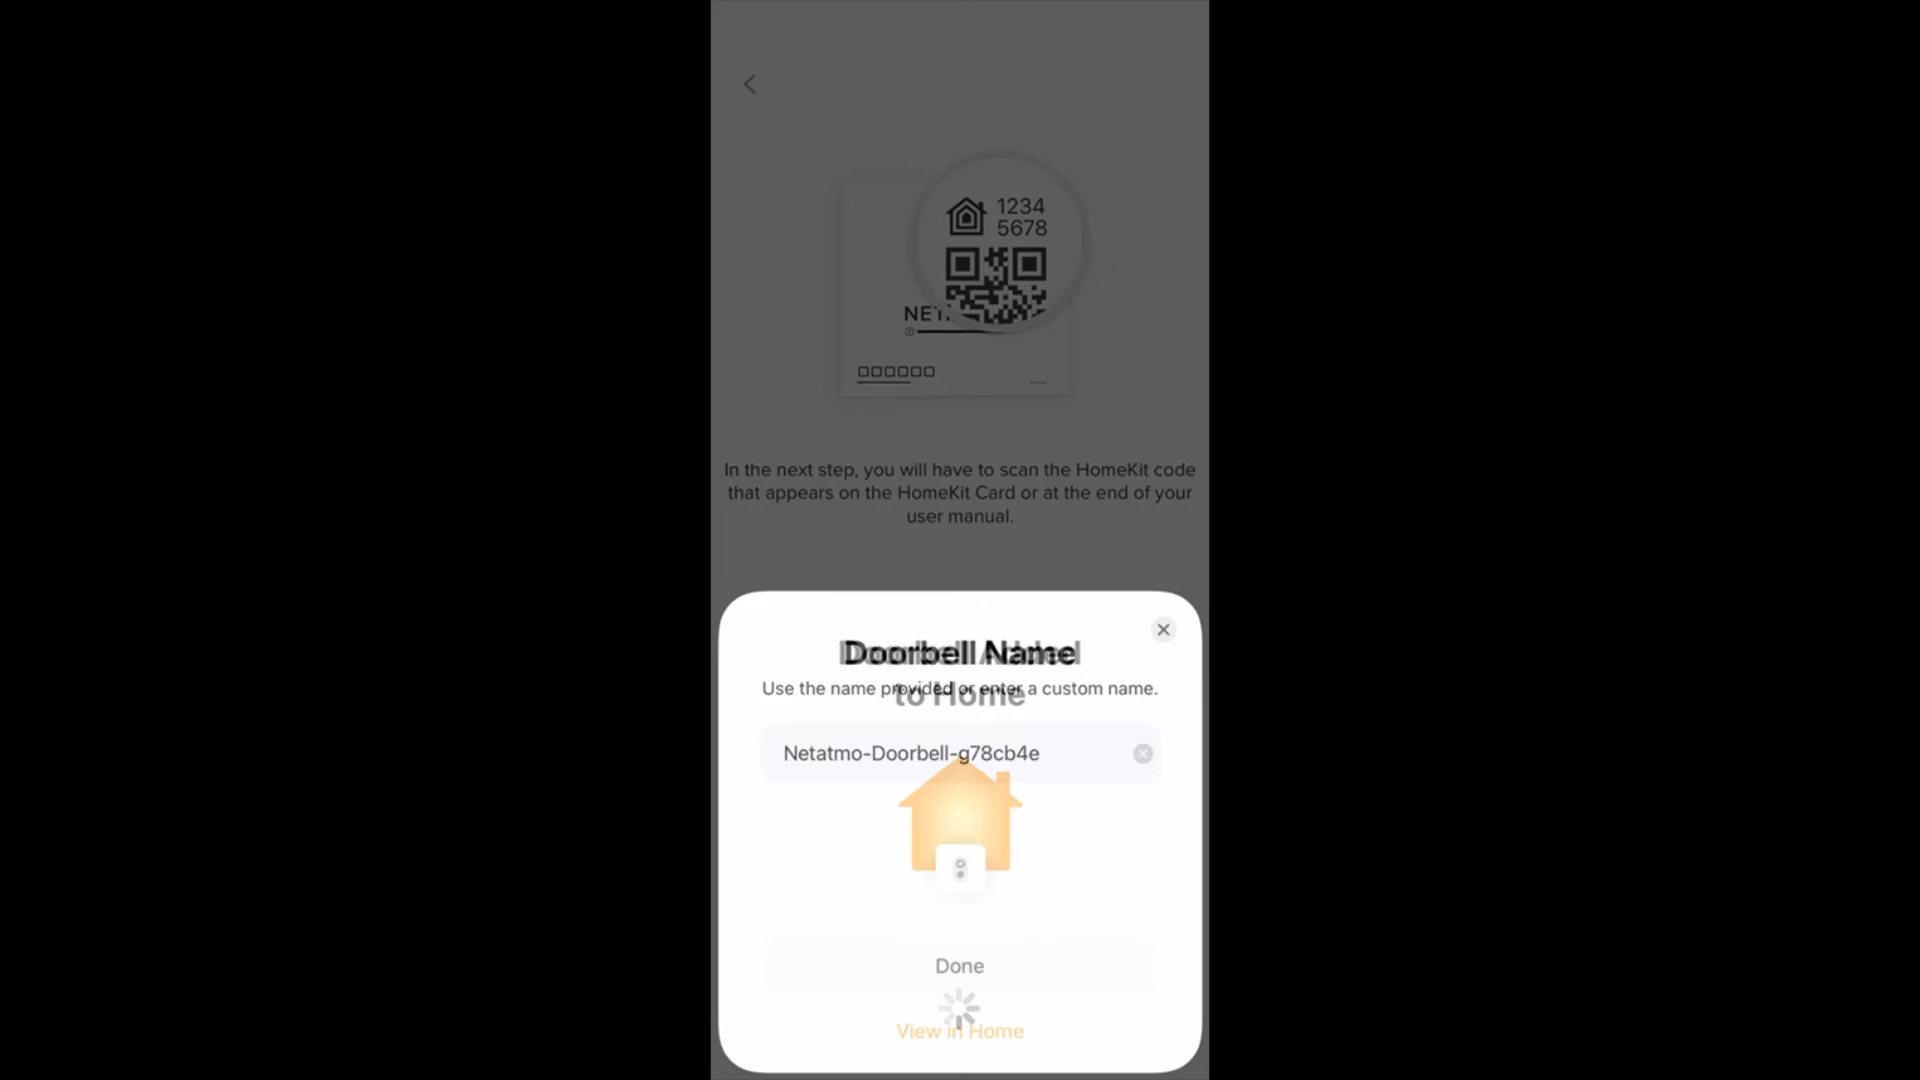 1234
5678
NET
In the next step, you will have to scan the HomeKit code
that appears on the HomeKit Card or at the end of your
user manual.
Doorbell Name
Doorbell Added
to Home
Use the name provided or enter a custom name.
Netatmo-Doorbell-g78cb4e
Done
View in Home